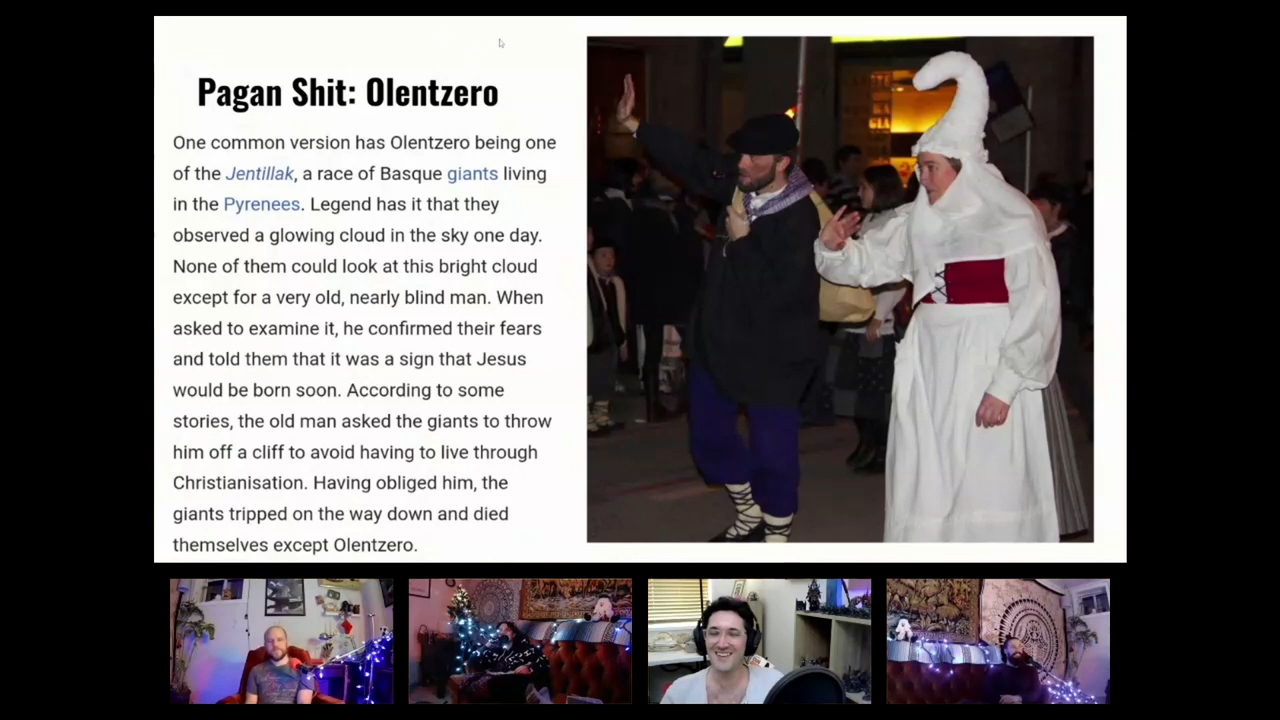 Pagan Shit: Olentzero
One common version has Olentzero being one
of the Jentillak, a race of Basque giants living
in the Pyrenees. Legend has it that they
observed a glowing cloud in the sky one day.
None of them could look at this bright cloud
except for a very old, nearly blind man. When
asked to examine it, he confirmed their fears
and told them that it was a sign that Jesus
would be born soon. According to some
stories, the old man asked the giants to throw
him off a cliff to avoid having to live through
Christianisation. Having obliged him, the
giants tripped on the way down and died
themselves except Olentzero.